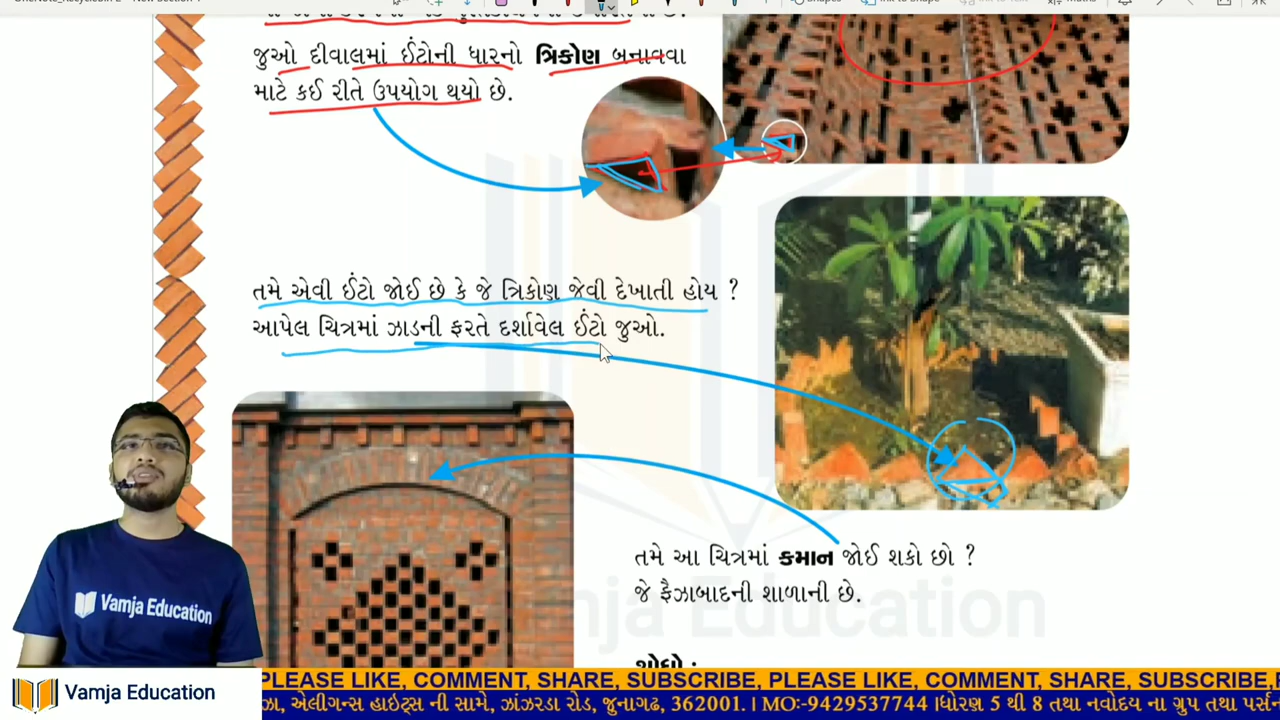 જુઓ દીવાલમાં ઈંટોની ધારનો ત્રિકોણ બનાવવા
માટે કઈ રીતે ઉપયોગ થયો છે.
તમે એવી ઈંટો જોઈ છે કે જે ત્રિકોણ જેવી દેખાતી હોય ?
આપેલ ચિત્રમાં ઝાડની ફરતે દર્શાવેલ ઈંટો જુઓ.
તમે આ ચિત્રમાં કમાન જોઈ શકો છો ?
જે ફૈઝાબાદની શાળાની છે.
શોધો :
Vamja Education
Vamja Education
PLEASE LIKE, COMMENT, SHARE, SUBSCRIBE, PLEASE LIKE, COMMENT, SHARE, SUBSCRIBE,
એલીગન્સ હાઇટ્સ ની સામે, ઝાંઝરડા રોડ, જુનાગઢ, 362001. | MO:-9429537744 |ધોરણ 5 થી 8 તથા નવોદય ના ગ્રુપ તથા